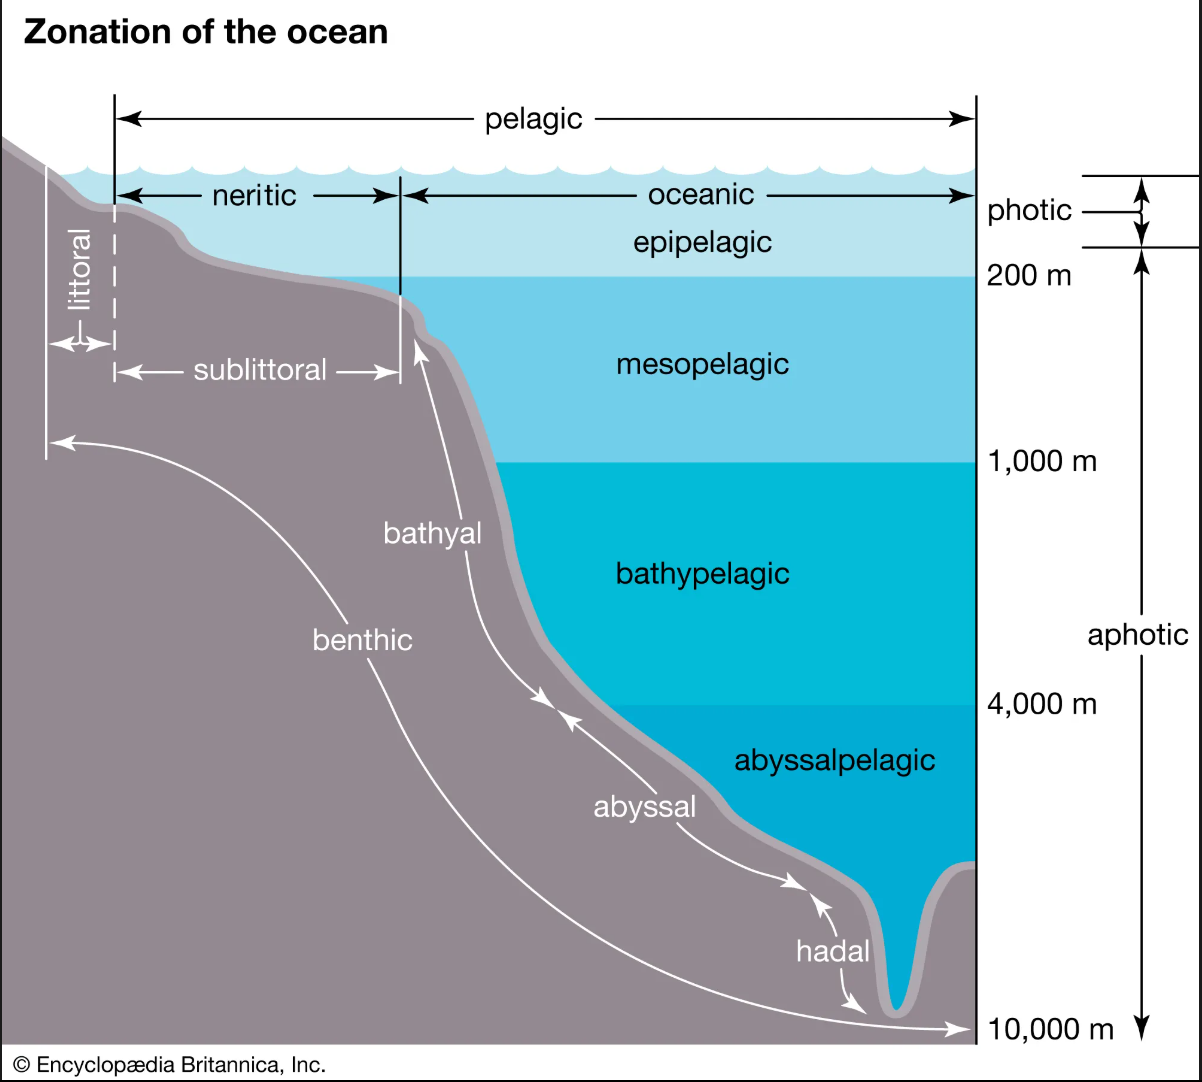 Zonation of the ocean
pelagic
neritic
oceanic
photic
epipelagic
200 m
littoral
sublittoral
mesopelagic
1,000 m
bathyal
bathypelagic
benthic
aphotic
4,000 m
abyssalpelagic
abyssal
hadal
10,000 m
© Encyclopædia Britannica, Inc.